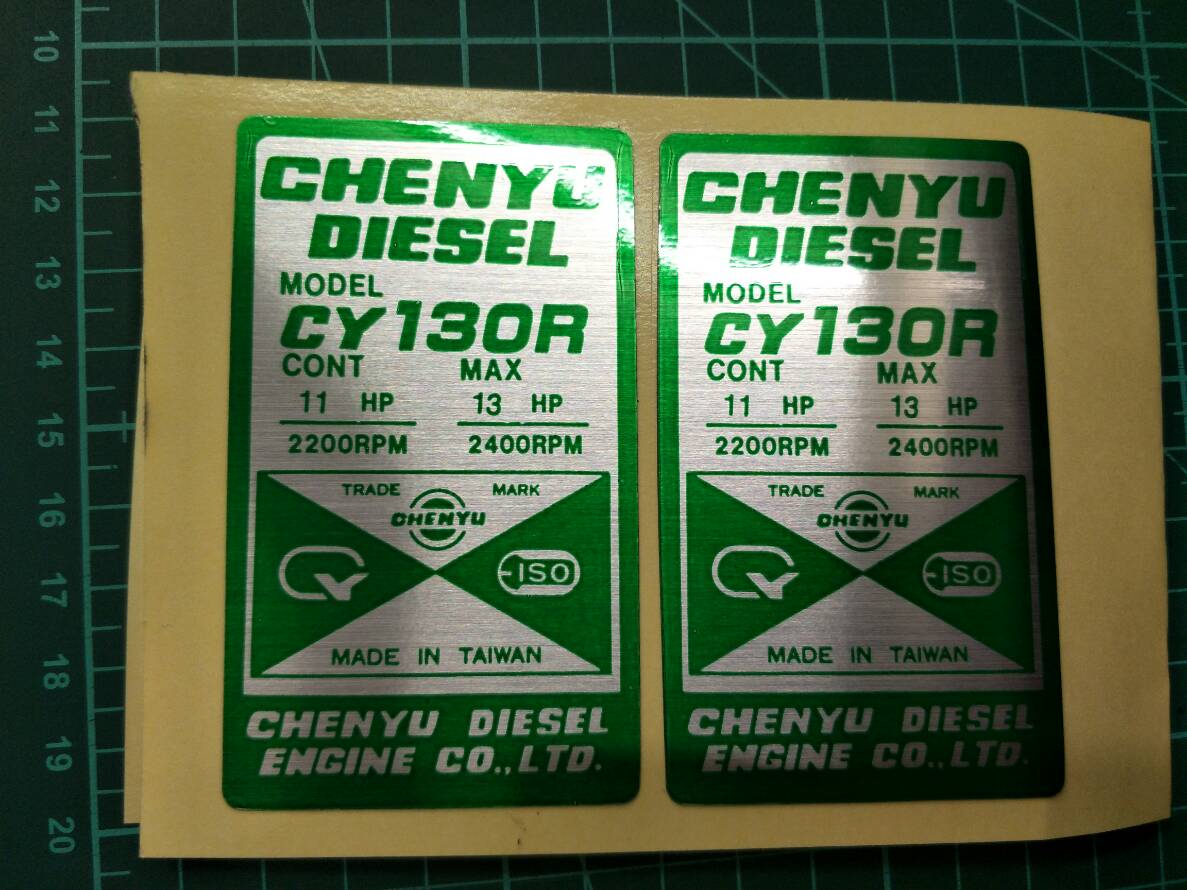 10
11
12
13
14
15
16
17
18
19
20
CHENYU
DIESEL
MODEL
CY130R
CONT MAX
11 HP 13 HP
2200RPM 2400RPM
TRADE MARK
CHENYU
Q ISO
MADE IN TAIWAN
CHENYU DIESEL
ENGINE CO.,LTD.
CHENYU
DIESEL
MODEL
CY130R
CONT MAX
11 HP 13 HP
2200RPM 2400RPM
TRADE MARK
CHENYU
Q ISO
MADE IN TAIWAN
CHENYU DIESEL
ENGINE CO.,LTD.